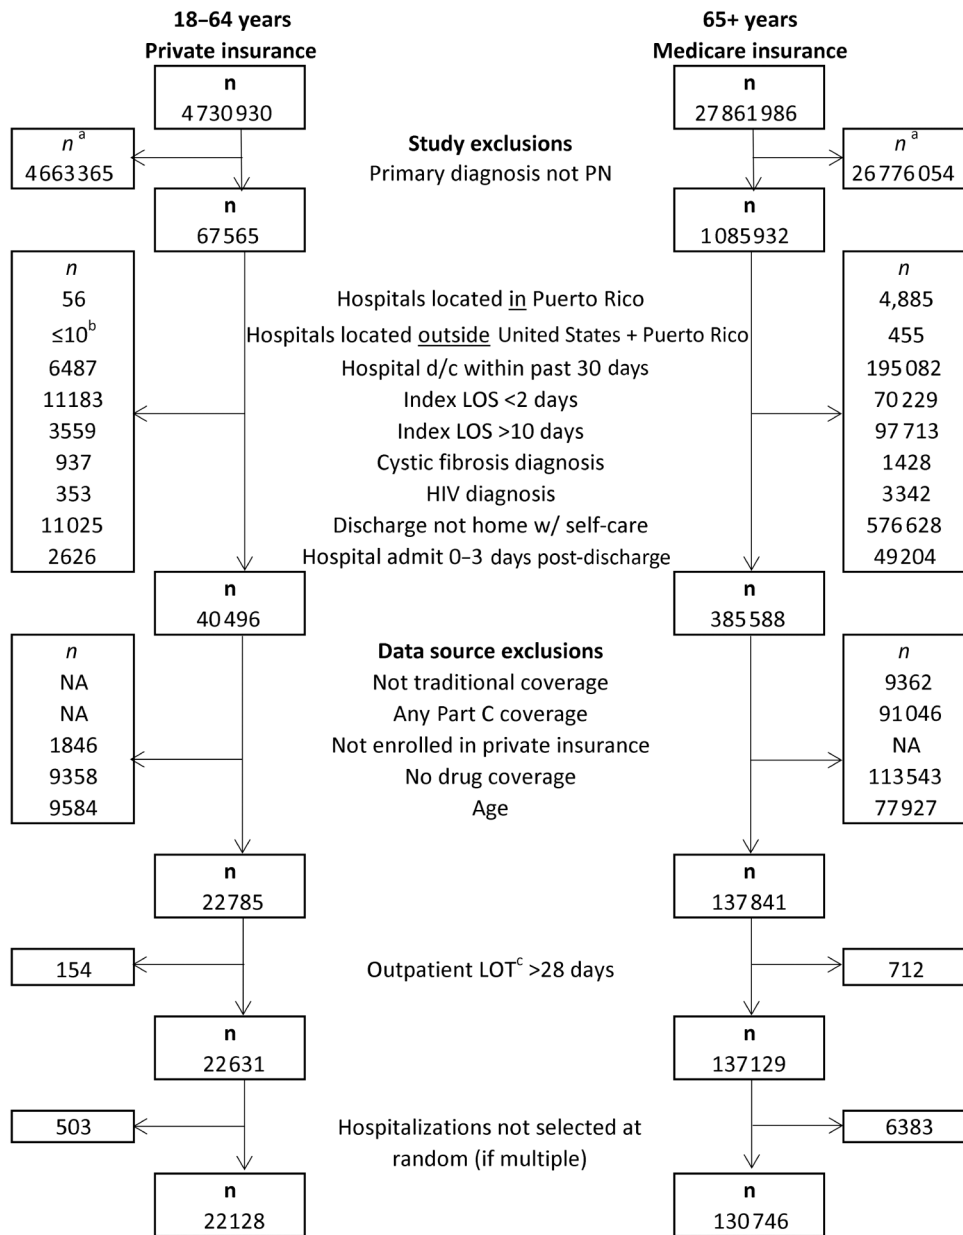 18–64 years
Private insurance
65+ years
Medicare insurance
n
4730930
n
27861986
n a
4663365
Study exclusions
Primary diagnosis not PN
n a
26776054
n
67565
n
1085932
n
n
56 Hospitals located in Puerto Rico 4,885
≤10b Hospitals located outside United States + Puerto Rico 455
6487 Hospital d/c within past 30 days 195082
11183 Index LOS <2 days 70229
3559 Index LOS >10 days 97713
937 Cystic fibrosis diagnosis 1428
353 HIV diagnosis 3342
11025 Discharge not home w/ self-care 576628
2626 Hospital admit 0–3 days post-discharge 49204
n
40496
n
385588
n Data source exclusions n
NA Not traditional coverage 9362
NA Any Part C coverage 91046
1846 Not enrolled in private insurance NA
9358 No drug coverage 113543
9584 Age 77927
n
22785
n
137841
154 Outpatient LOTc >28 days 712
n
22631
n
137129
503 Hospitalizations not selected at 6383
random (if multiple)
n
22128
n
130746